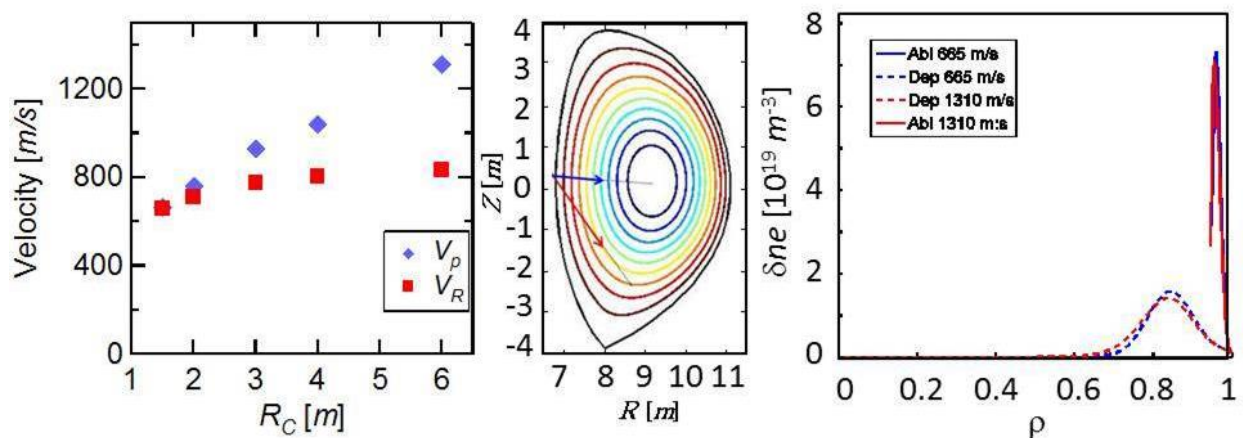 Velocity [m/s]
1200
800
400
0
V_p
V_R
1 2 3 4 5 6
R_C [m]
Z [m]
4
3
2
1
0
-1
-2
-3
-4
7 8 9 10 11
R [m]
δne [10^19 m^-3]
8
6
4
2
0
Abl 665 m/s
Dep 665 m/s
Dep 1310 m/s
Abl 1310 m:s
0 0.2 0.4 0.6 0.8 1
ρ